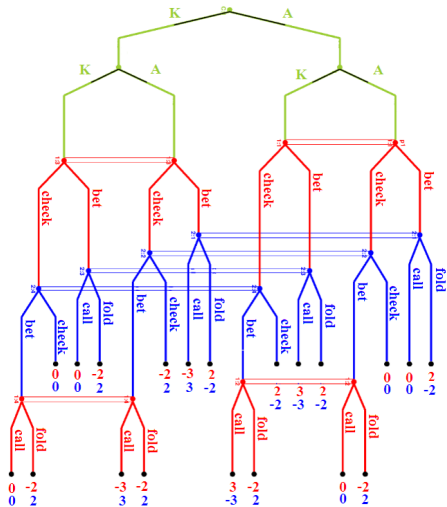 K A
K A K A
check bet check bet check bet check bet
bet check call fold bet check call fold bet check call fold bet check call fold
0 0 -2 -2 -3 2 2 3 2 0 0 2
0 0 2 2 3 -2 -2 -3 -2 0 0 -2
call fold call fold call fold call fold
0 -2 -3 -2 3 -2 0 -2
0 2 3 2 -3 2 0 2